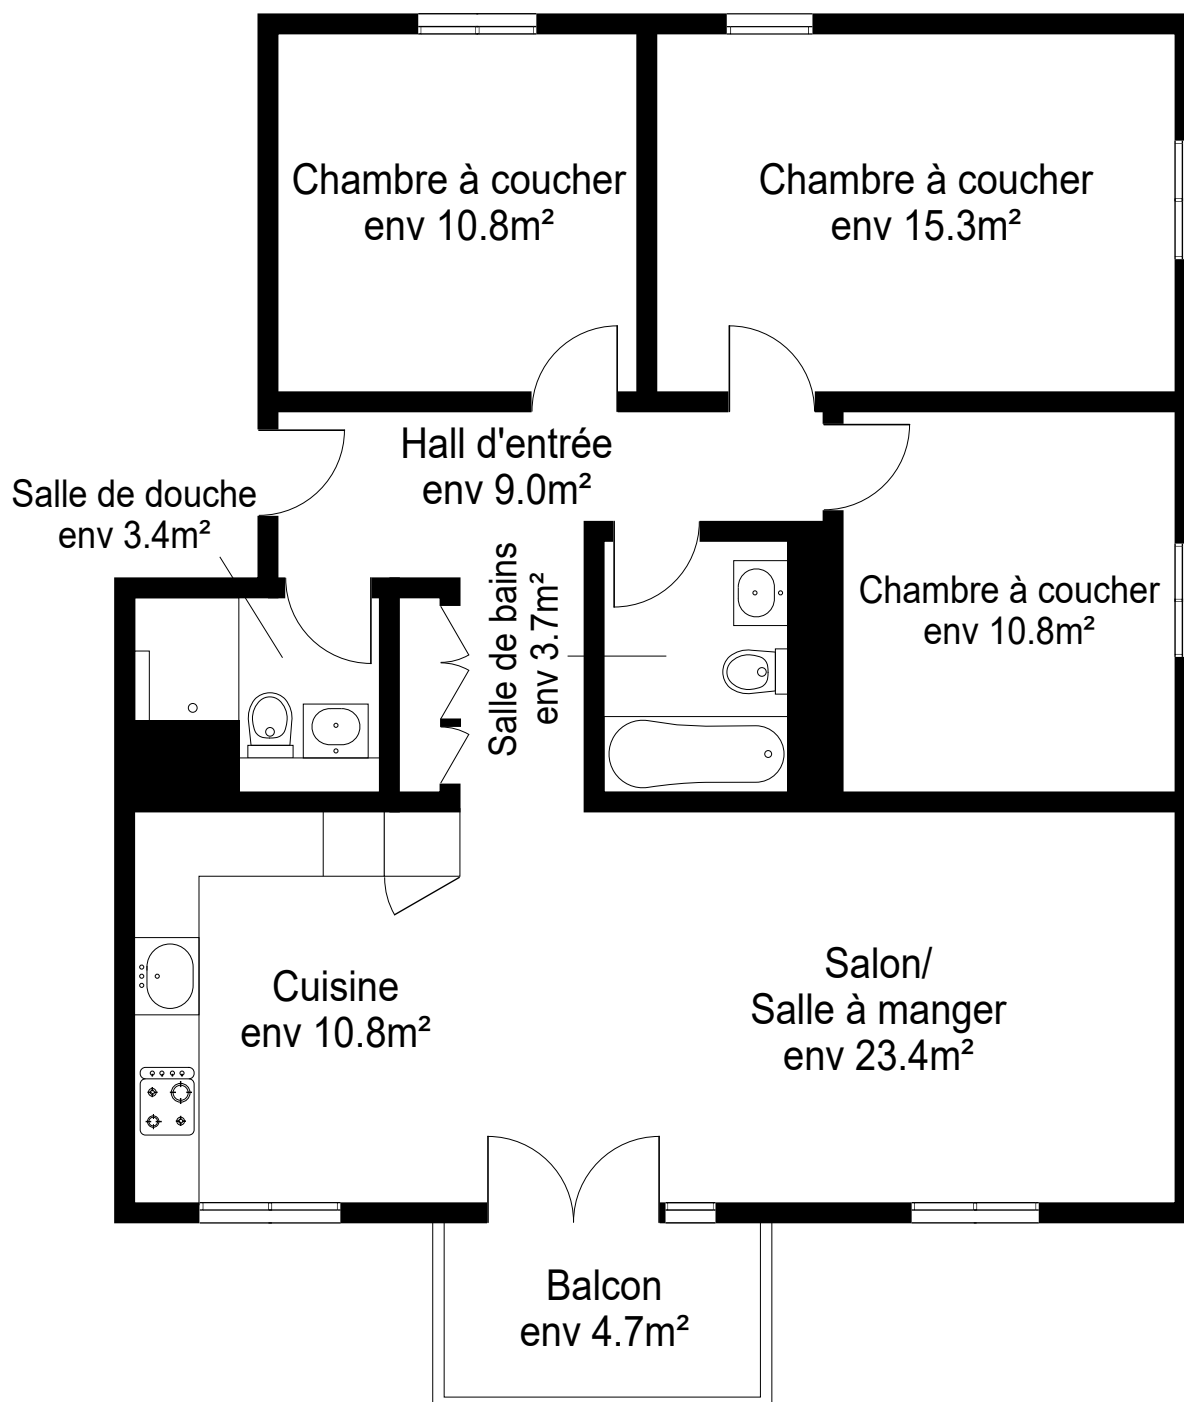 Chambre à coucher
env 10.8m²
Chambre à coucher
env 15.3m²
Hall d'entrée
env 9.0m²
Salle de douche
env 3.4m²
Salle de bains
env 3.7m²
Chambre à coucher
env 10.8m²
Cuisine
env 10.8m²
Salon/
Salle à manger
env 23.4m²
Balcon
env 4.7m²